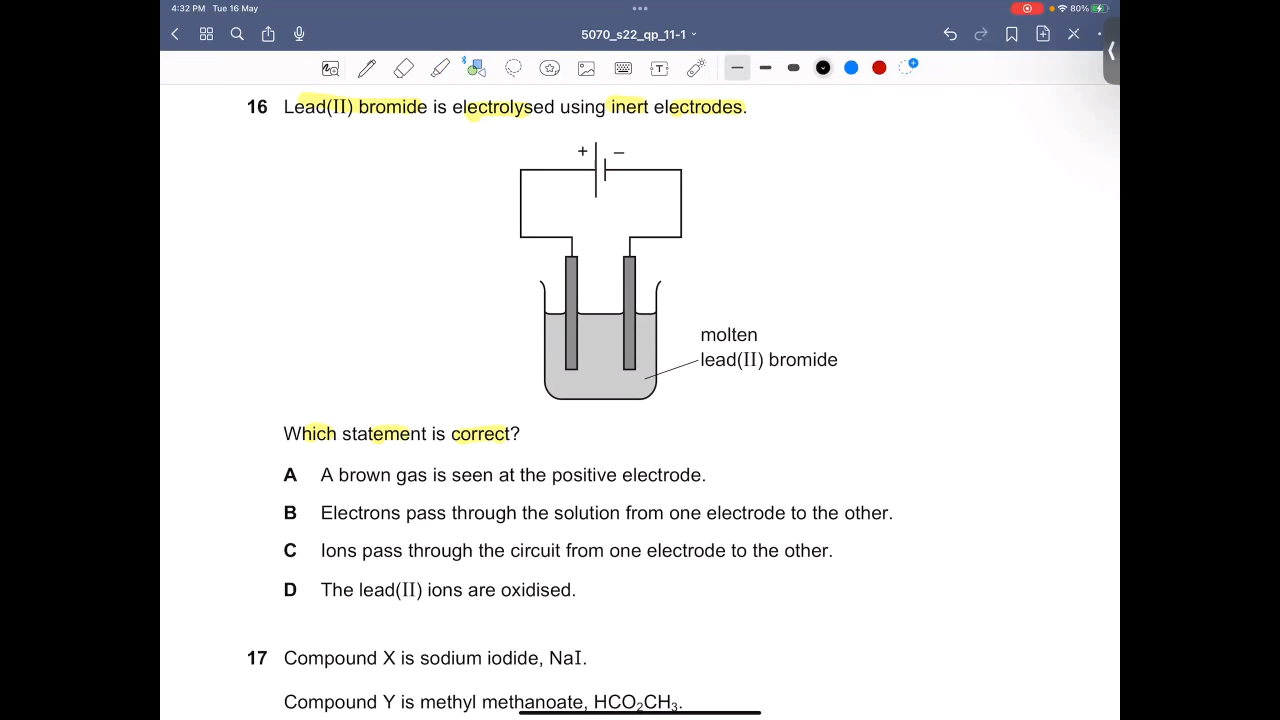 4:32 PM Tue 16 May
80%
5070_s22_qp_11-1
16 Lead(II) bromide is electrolysed using inert electrodes.
+ –
molten
lead(II) bromide
Which statement is correct?
A A brown gas is seen at the positive electrode.
B Electrons pass through the solution from one electrode to the other.
C Ions pass through the circuit from one electrode to the other.
D The lead(II) ions are oxidised.
17 Compound X is sodium iodide, NaI.
Compound Y is methyl methanoate, HCO₂CH₃.